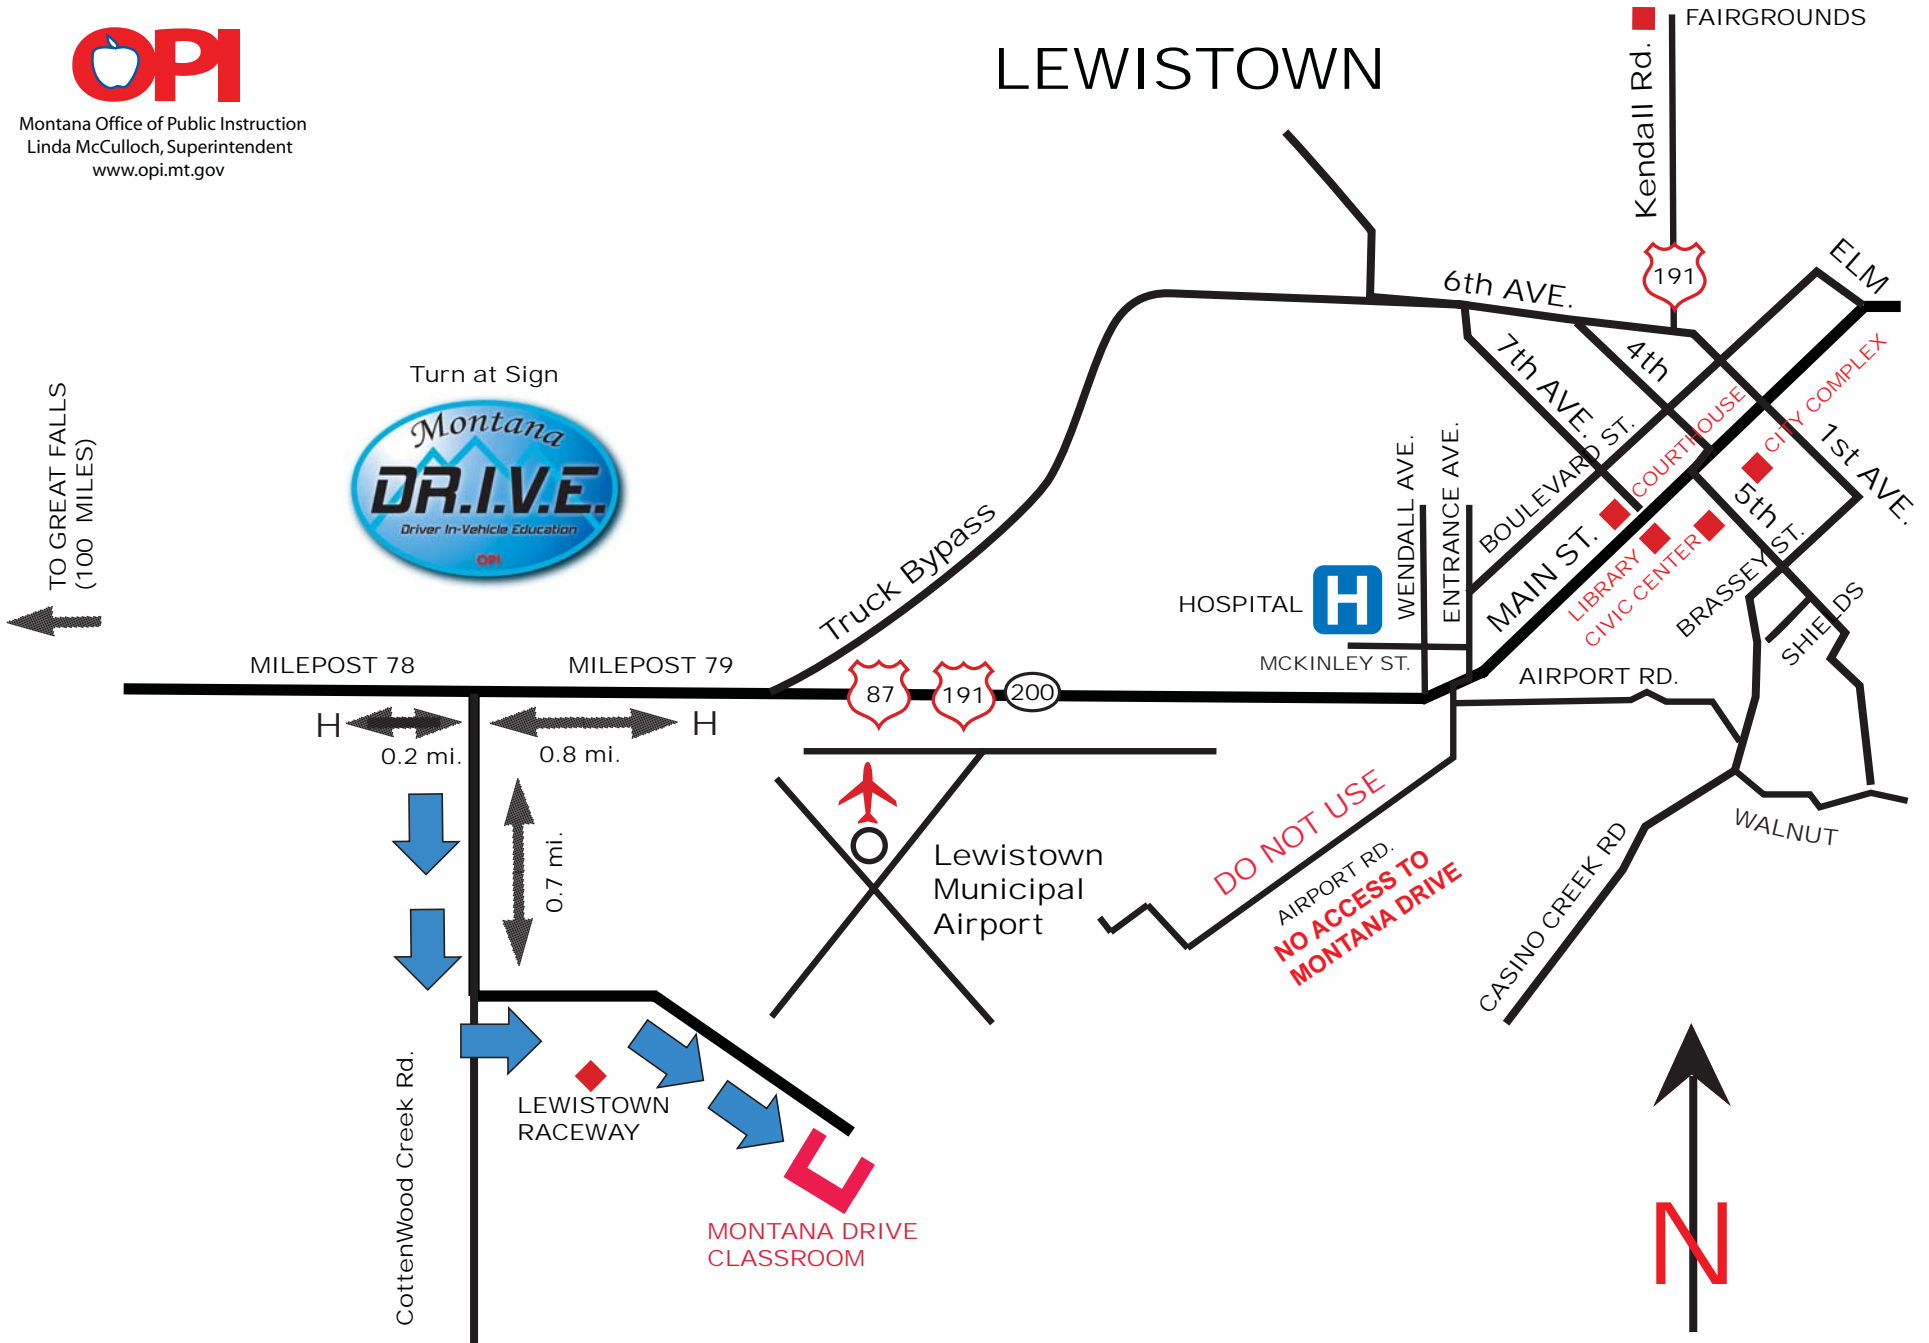 OPI
Montana Office of Public Instruction
Linda McCulloch, Superintendent
www.opi.mt.gov
LEWISTOWN
FAIRGROUNDS
Kendall Rd.
191
ELM
6th AVE.
7th AVE.
4th
COURTHOUSE
CITY COMPLEX
1st AVE.
5th
BOULEVARD ST.
MAIN ST.
LIBRARY
CIVIC CENTER
BRASSEY ST.
SHIELDS
WENDALL AVE.
ENTRANCE AVE.
HOSPITAL
H
MCKINLEY ST.
AIRPORT RD.
Turn at Sign
Montana
DR.I.V.E.
Driver In-Vehicle Education
OPI
TO GREAT FALLS
(100 MILES)
Truck Bypass
MILEPOST 78
MILEPOST 79
87
191
200
H
H
0.2 mi.
0.8 mi.
0.7 mi.
Lewistown
Municipal
Airport
DO NOT USE
AIRPORT RD.
NO ACCESS TO
MONTANA DRIVE
WALNUT
CASINO CREEK RD
CottenWood Creek Rd.
LEWISTOWN
RACEWAY
MONTANA DRIVE
CLASSROOM
N